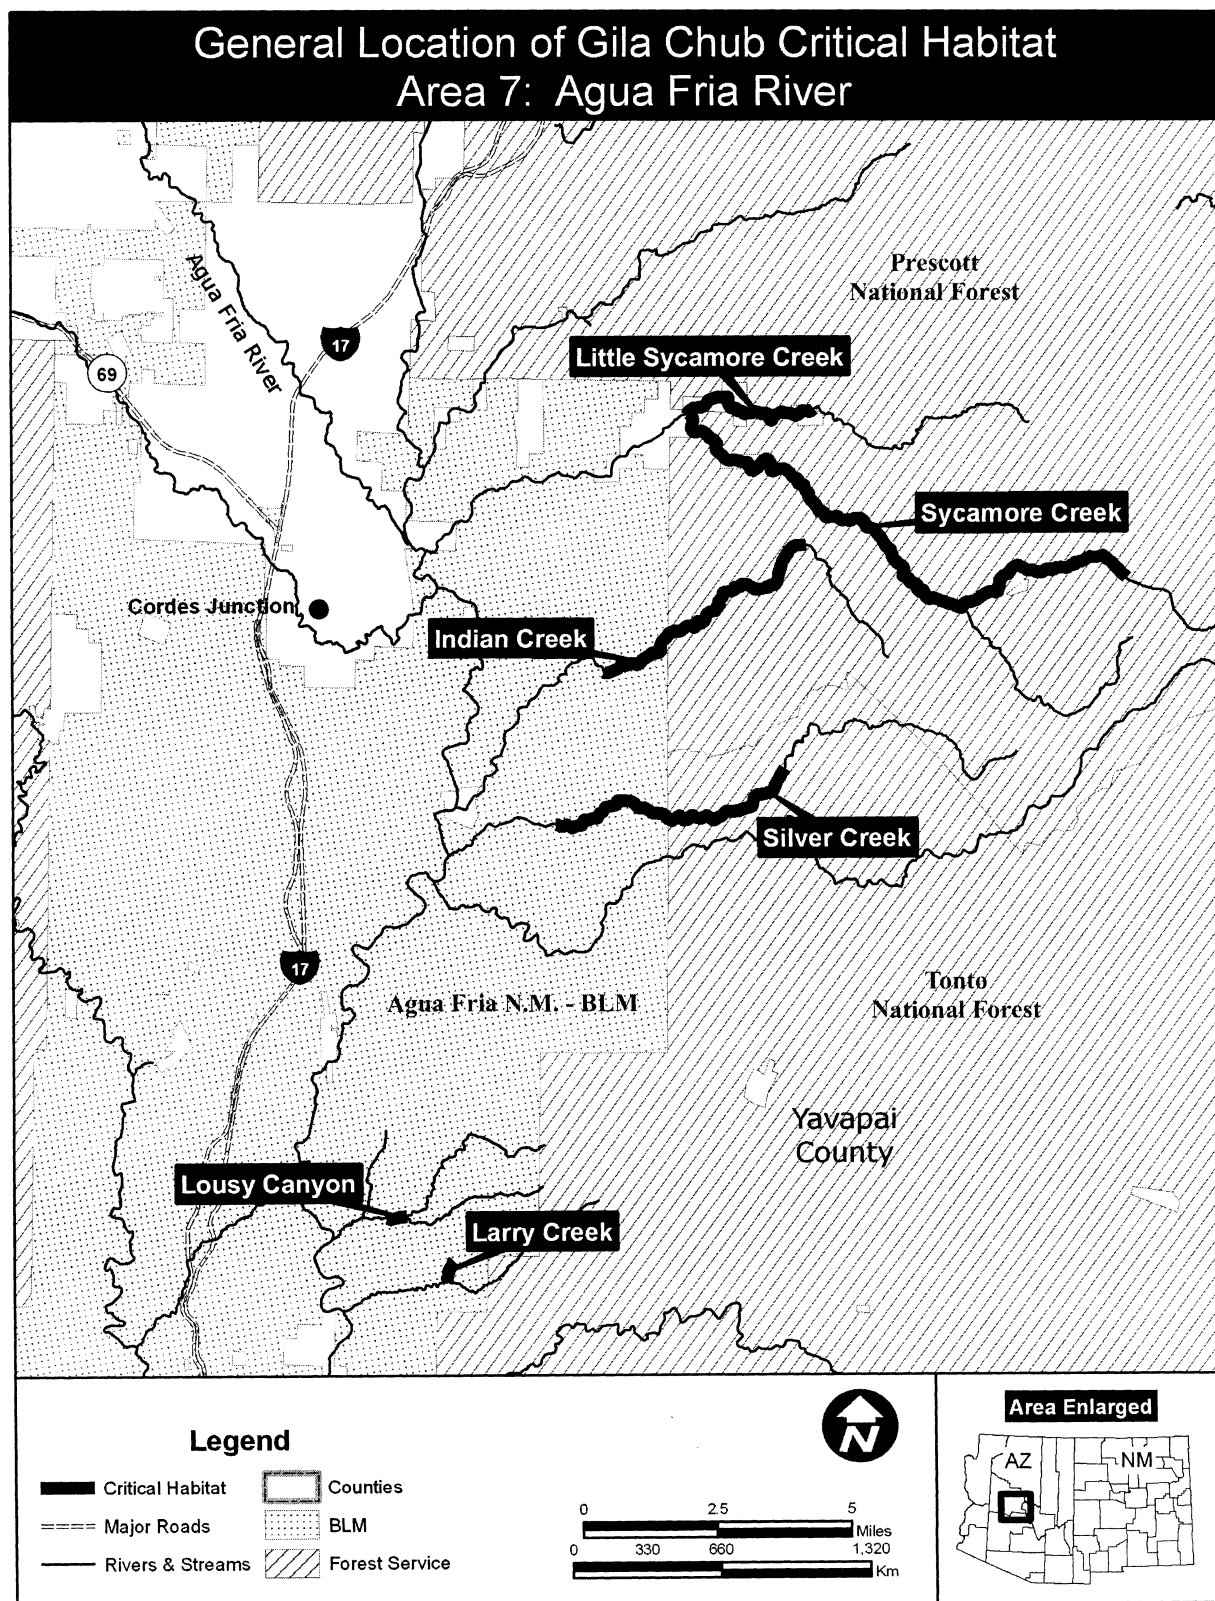 General Location of Gila Chub Critical Habitat
Area 7: Agua Fria River
Prescott
National Forest
Agua Fria River
17
Little Sycamore Creek
69
Sycamore Creek
Cordes Junction
Indian Creek
Silver Creek
17
Agua Fria N.M. - BLM
Tonto
National Forest
Yavapai
County
Lousy Canyon
Larry Creek
Legend
Critical Habitat
Counties
Major Roads
BLM
Rivers & Streams
Forest Service
N
0 2.5 5
Miles
0 330 660 1,320
Km
Area Enlarged
AZ
NM